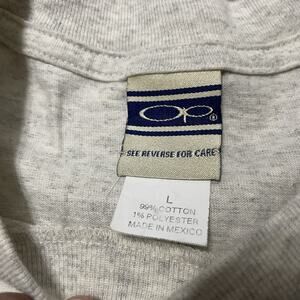 Op®
SEE REVERSE FOR CARE
L
99% COTTON
1% POLYESTER
MADE IN MEXICO